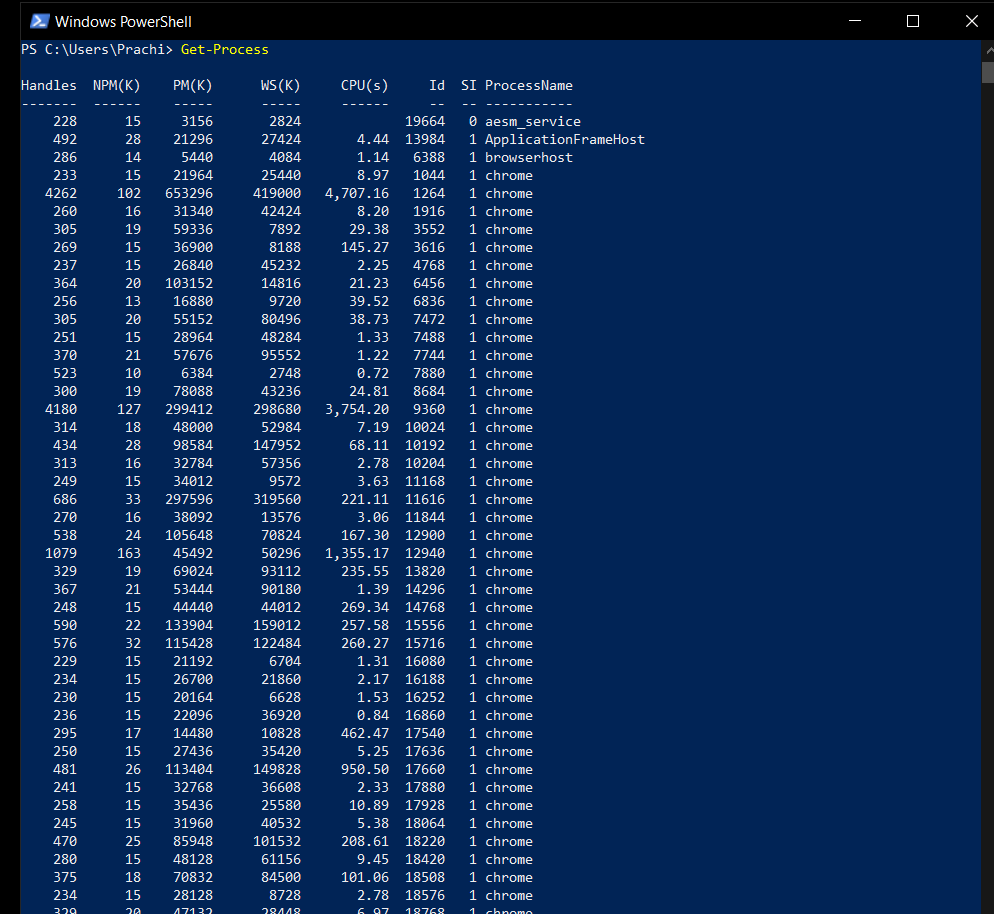 Windows PowerShell
PS C:\Users\Prachi> Get-Process
Handles  NPM(K)    PM(K)      WS(K)     CPU(s)     Id  SI ProcessName
-------  ------    -----      -----     ------     --  -- -----------
    228      15     3156       2824             19664   0 aesm_service
    492      28    21296      27424       4.44  13984   1 ApplicationFrameHost
    286      14     5440       4084       1.14   6388   1 browserhost
    233      15    21964      25440       8.97   1044   1 chrome
   4262     102   653296     419000   4,707.16   1264   1 chrome
    260      16    31340      42424       8.20   1916   1 chrome
    305      19    59336       7892      29.38   3552   1 chrome
    269      15    36900       8188     145.27   3616   1 chrome
    237      15    26840      45232       2.25   4768   1 chrome
    364      20   103152      14816      21.23   6456   1 chrome
    256      13    16880       9720      39.52   6836   1 chrome
    305      20    55152      80496      38.73   7472   1 chrome
    251      15    28964      48284       1.33   7488   1 chrome
    370      21    57676      95552       1.22   7744   1 chrome
    523      10     6384       2748       0.72   7880   1 chrome
    300      19    78088      43236      24.81   8684   1 chrome
   4180     127   299412     298680   3,754.20   9360   1 chrome
    314      18    48000      52984       7.19  10024   1 chrome
    434      28    98584     147952      68.11  10192   1 chrome
    313      16    32784      57356       2.78  10204   1 chrome
    249      15    34012       9572       3.63  11168   1 chrome
    686      33   297596     319560     221.11  11616   1 chrome
    270      16    38092      13576       3.06  11844   1 chrome
    538      24   105648      70824     167.30  12900   1 chrome
   1079     163    45492      50296   1,355.17  12940   1 chrome
    329      19    69024      93112     235.55  13820   1 chrome
    367      21    53444      90180       1.39  14296   1 chrome
    248      15    44440      44012     269.34  14768   1 chrome
    590      22   133904     159012     257.58  15556   1 chrome
    576      32   115428     122484     260.27  15716   1 chrome
    229      15    21192       6704       1.31  16080   1 chrome
    234      15    26700      21860       2.17  16188   1 chrome
    230      15    20164       6628       1.53  16252   1 chrome
    236      15    22096      36920       0.84  16860   1 chrome
    295      17    14480      10828     462.47  17540   1 chrome
    250      15    27436      35420       5.25  17636   1 chrome
    481      26   113404     149828     950.50  17660   1 chrome
    241      15    32768      36608       2.33  17880   1 chrome
    258      15    35436      25580      10.89  17928   1 chrome
    245      15    31960      40532       5.38  18064   1 chrome
    470      25    85948     101532     208.61  18220   1 chrome
    280      15    48128      61156       9.45  18420   1 chrome
    375      18    70832      84500     101.06  18508   1 chrome
    234      15    28128       8728       2.78  18576   1 chrome
    329      20    47132      28448       6.97  18768   1 chrome